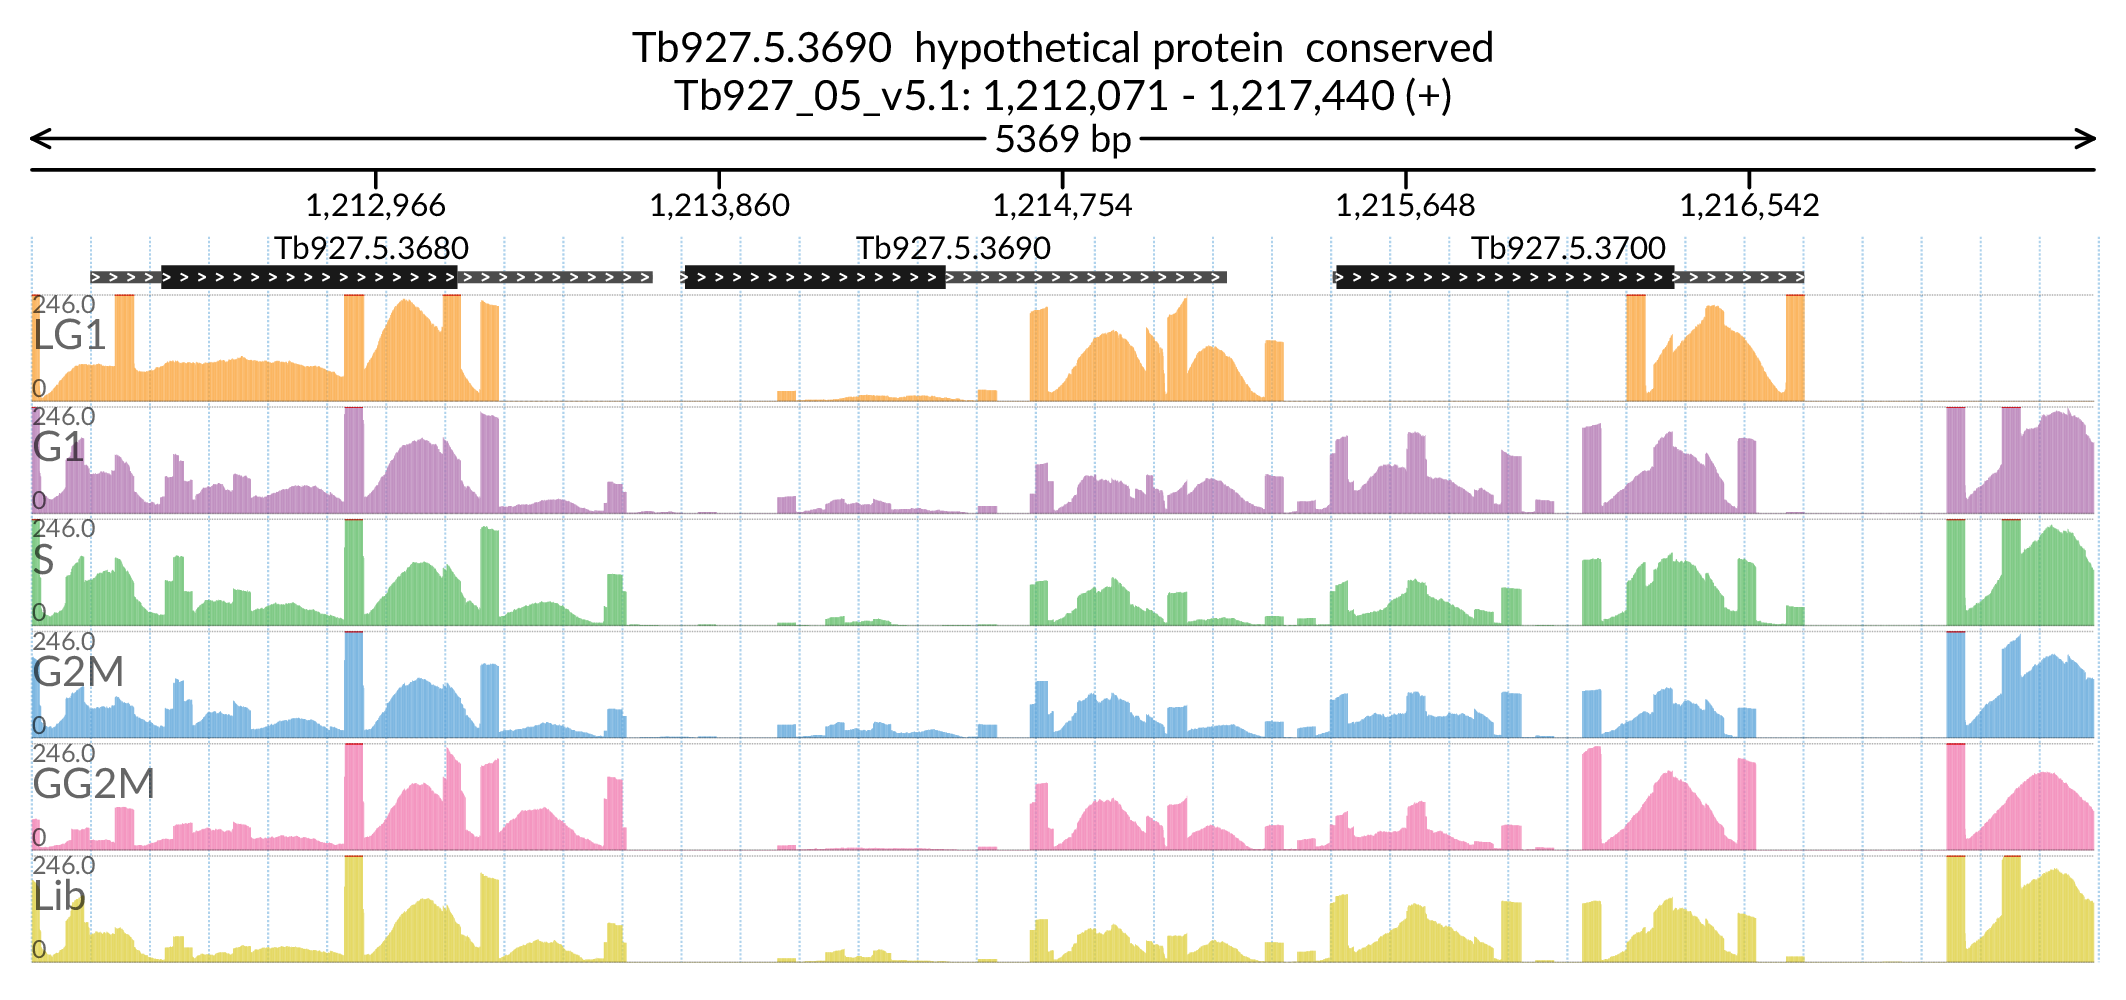 Tb927.5.3690 hypothetical protein conserved
Tb927_05_v5.1: 1,212,071 - 1,217,440 (+)
5369 bp
1,212,966 1,213,860 1,214,754 1,215,648 1,216,542
Tb927.5.3680 Tb927.5.3690 Tb927.5.3700
246.0
LG1
0
246.0
G1
0
246.0
S
0
246.0
G2M
0
246.0
GG2M
0
246.0
Lib
0